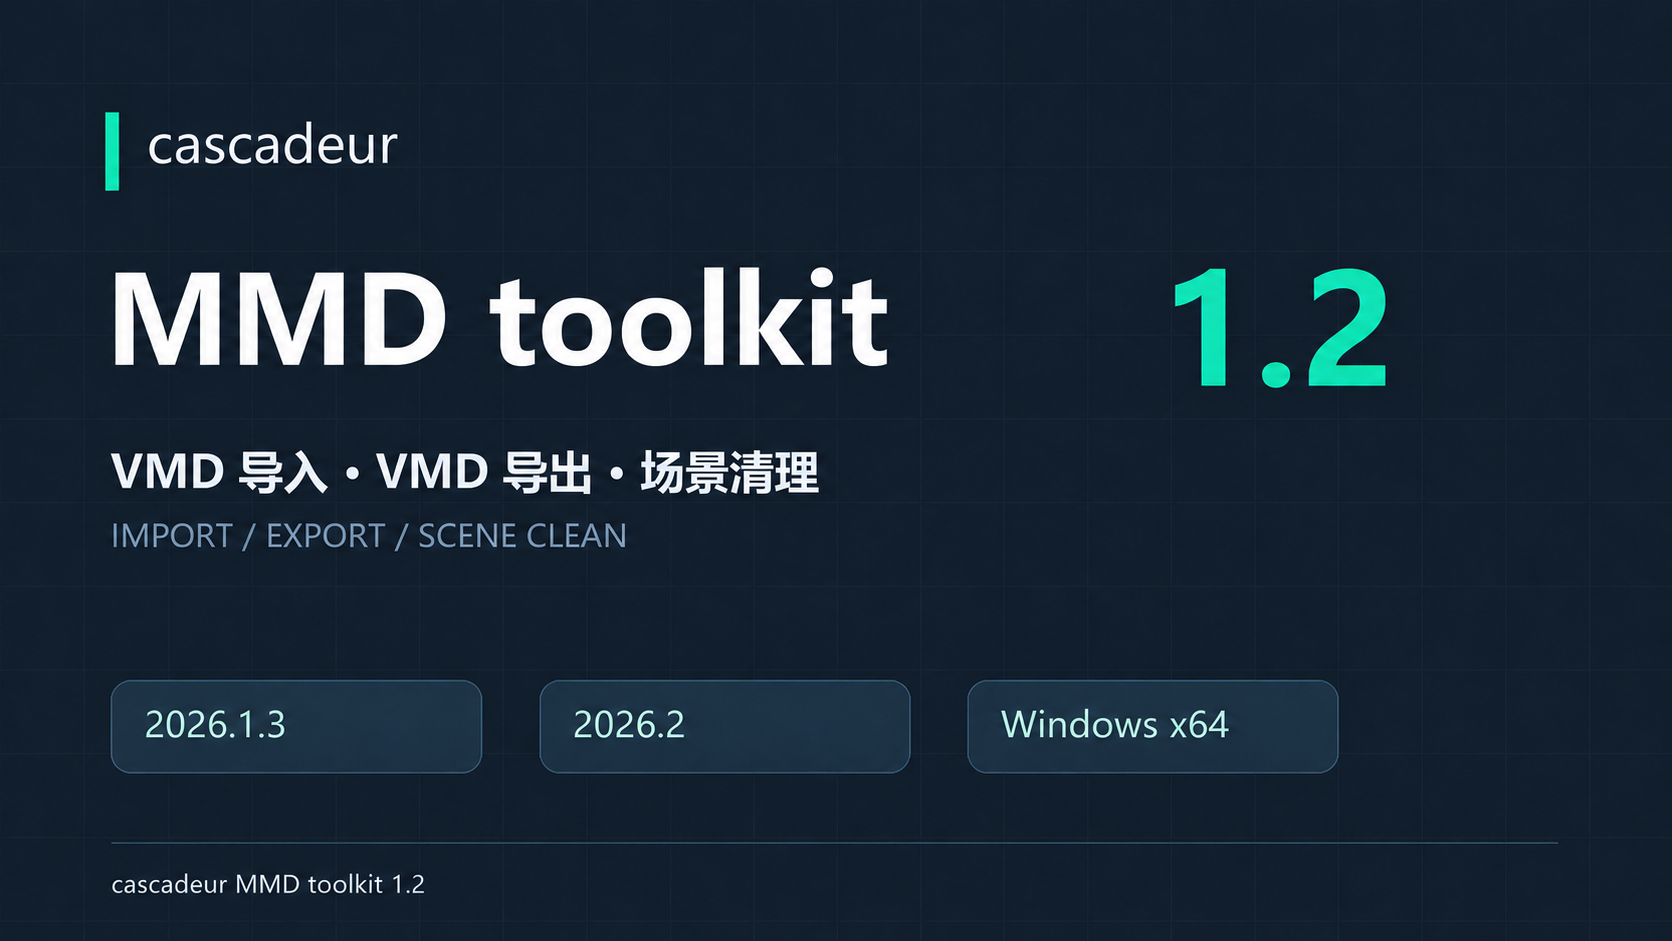 cascadeur
MMD toolkit
1.2
VMD 导入 • VMD 导出 • 场景清理
IMPORT / EXPORT / SCENE CLEAN
2026.1.3
2026.2
Windows x64
cascadeur MMD toolkit 1.2